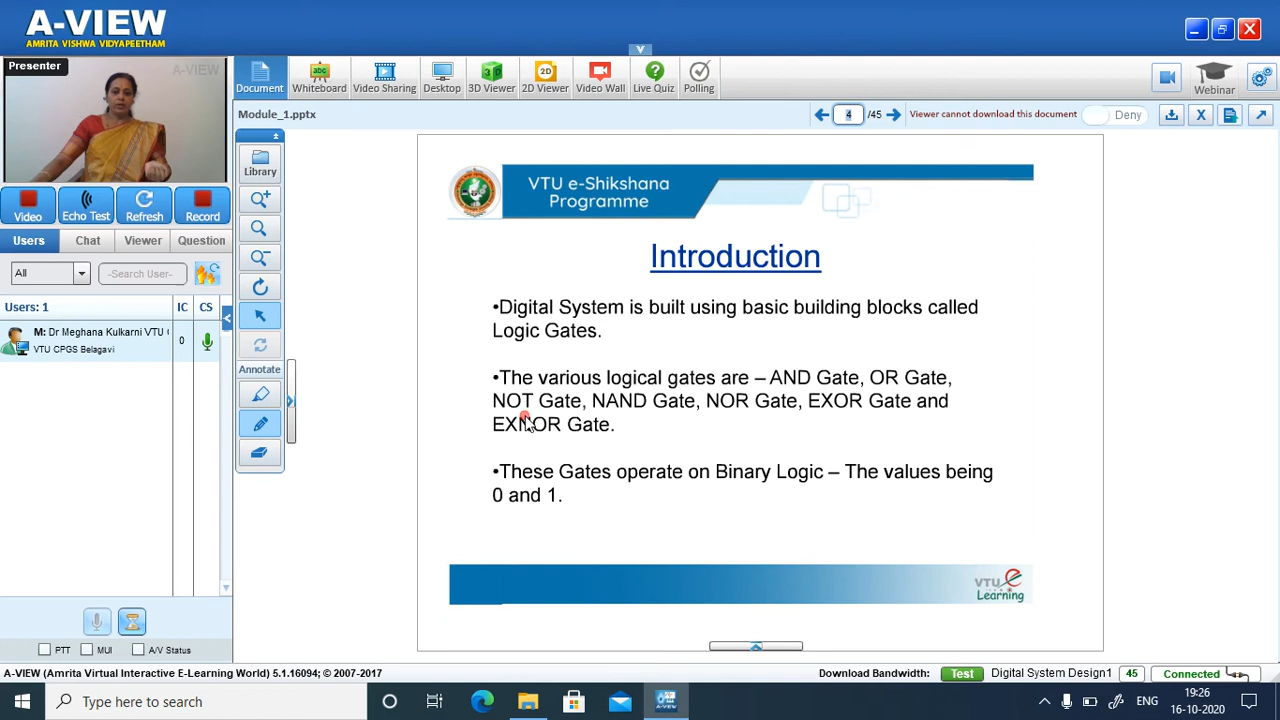 A-VIEW
AMRITA VISHWA VIDYAPEETHAM
Presenter
A-VIEW
Document
Whiteboard
abc
Video Sharing
Desktop
3D
3D Viewer
2D
2D Viewer
Video Wall
Live Quiz
Polling
Webinar
Module_1.pptx
4
/45
Viewer cannot download this document
Deny
X
Video
Echo Test
Refresh
Record
Users
Chat
Viewer
Question
All
-Search User-
Users: 1
IC
CS
M: Dr Meghana Kulkarni VTU
VTU CPGS Belagavi
0
PTT
MUI
A/V Status
Library
Annotate
VTU e-Shikshana
Programme
Introduction
•Digital System is built using basic building blocks called
Logic Gates.
•The various logical gates are – AND Gate, OR Gate,
NOT Gate, NAND Gate, NOR Gate, EXOR Gate and
EXNOR Gate.
•These Gates operate on Binary Logic – The values being
0 and 1.
VTU e
Learning
A-VIEW (Amrita Virtual Interactive E-Learning World) 5.1.16094; © 2007-2017
Download Bandwidth:
Test
Digital System Design1
45
Connected
Type here to search
ENG
19:26
16-10-2020